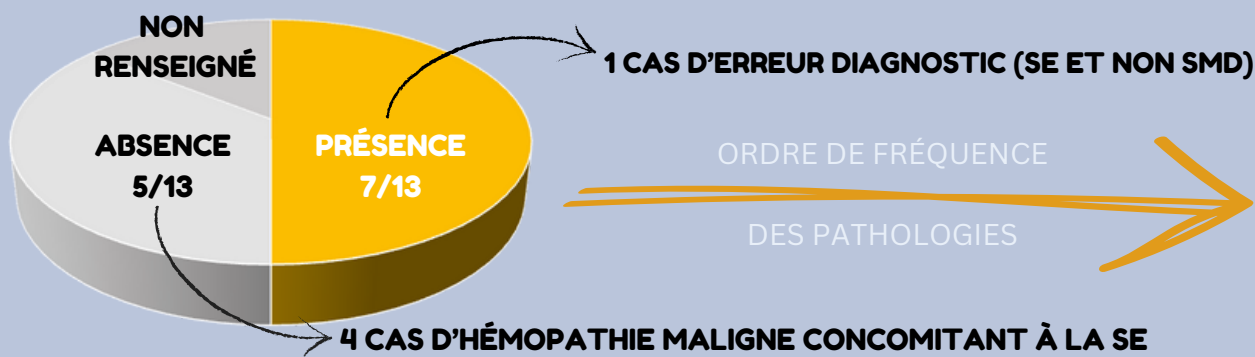 NON
RENSEIGNÉ
ABSENCE
5/13
PRÉSENCE
7/13
1 CAS D'ERREUR DIAGNOSTIC (SE ET NON SMD)
ORDRE DE FRÉQUENCE
DES PATHOLOGIES
4 CAS D'HÉMOPATHIE MALIGNE CONCOMITANT À LA SE